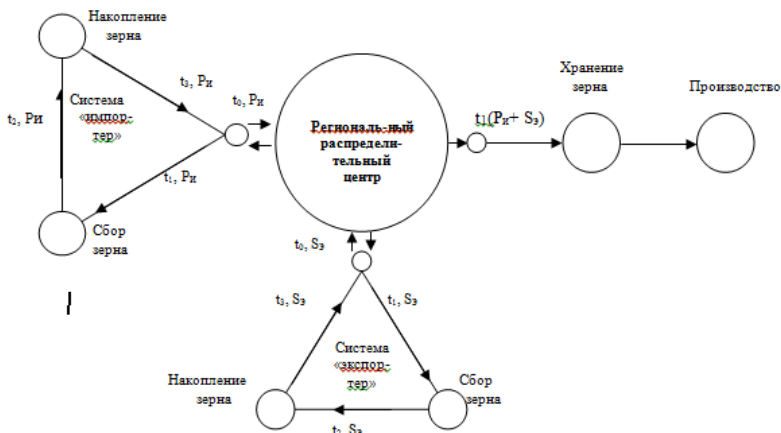 Накопление
зерна
t₃, Pи
t₂, PИ
Система
«импор-
тер»
t₀, Pи
t₁, Pи
Сбор
зерна
Региональ-ный
распредели-
тельный
центр
t₁(Pи+ Sэ)
Хранение
зерна
Производство
t₀, Sэ
t₃, Sэ
t₁, Sэ
Система
«экспор-
тер»
Накопление
зерна
Сбор
зерна
t₂, Sэ